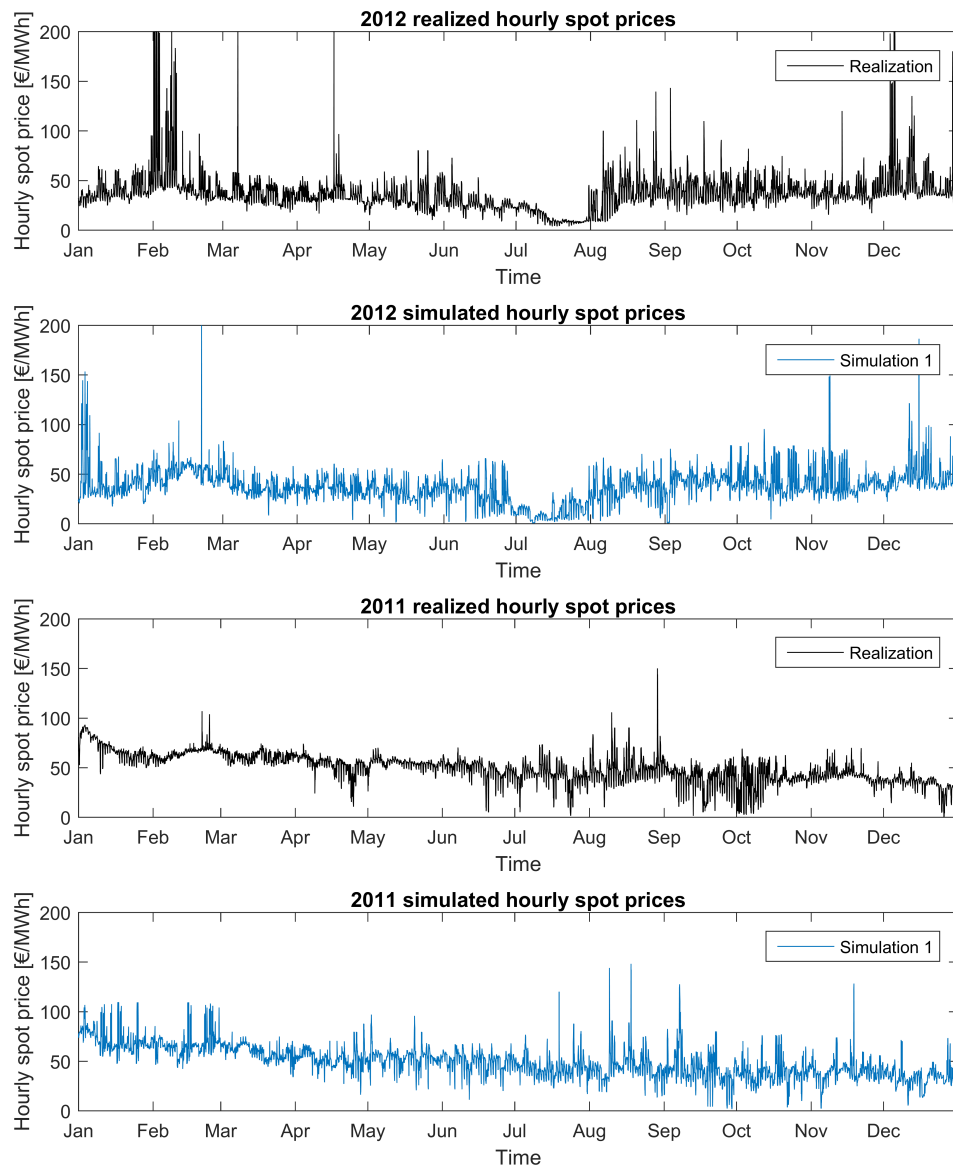 2012 realized hourly spot prices
Hourly spot price [€/MWh]
200
150
100
50
0
Realization
Jan Feb Mar Apr May Jun Jul Aug Sep Oct Nov Dec
Time
2012 simulated hourly spot prices
Hourly spot price [€/MWh]
200
150
100
50
0
Simulation 1
Jan Feb Mar Apr May Jun Jul Aug Sep Oct Nov Dec
Time
2011 realized hourly spot prices
Hourly spot price [€/MWh]
200
150
100
50
0
Realization
Jan Feb Mar Apr May Jun Jul Aug Sep Oct Nov Dec
Time
2011 simulated hourly spot prices
Hourly spot price [€/MWh]
200
150
100
50
0
Simulation 1
Jan Feb Mar Apr May Jun Jul Aug Sep Oct Nov Dec
Time